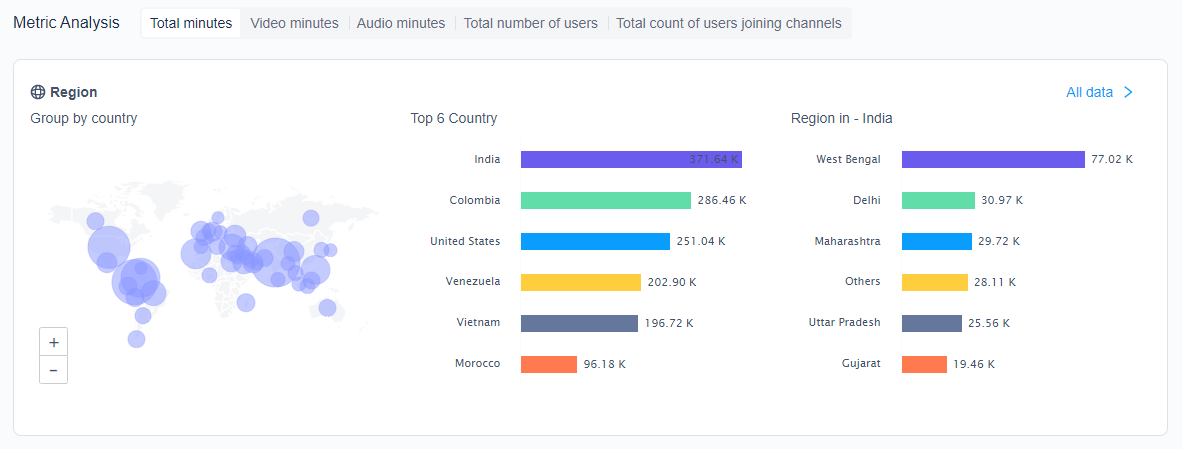 Metric Analysis
Total minutes
Video minutes
Audio minutes
Total number of users
Total count of users joining channels
Region
All data
Group by country
Top 6 Country
Region in - India
India 371.64 K
Colombia 286.46 K
United States 251.04 K
Venezuela 202.90 K
Vietnam 196.72 K
Morocco 96.18 K
West Bengal 77.02 K
Delhi 30.97 K
Maharashtra 29.72 K
Others 28.11 K
Uttar Pradesh 25.56 K
Gujarat 19.46 K
+
−